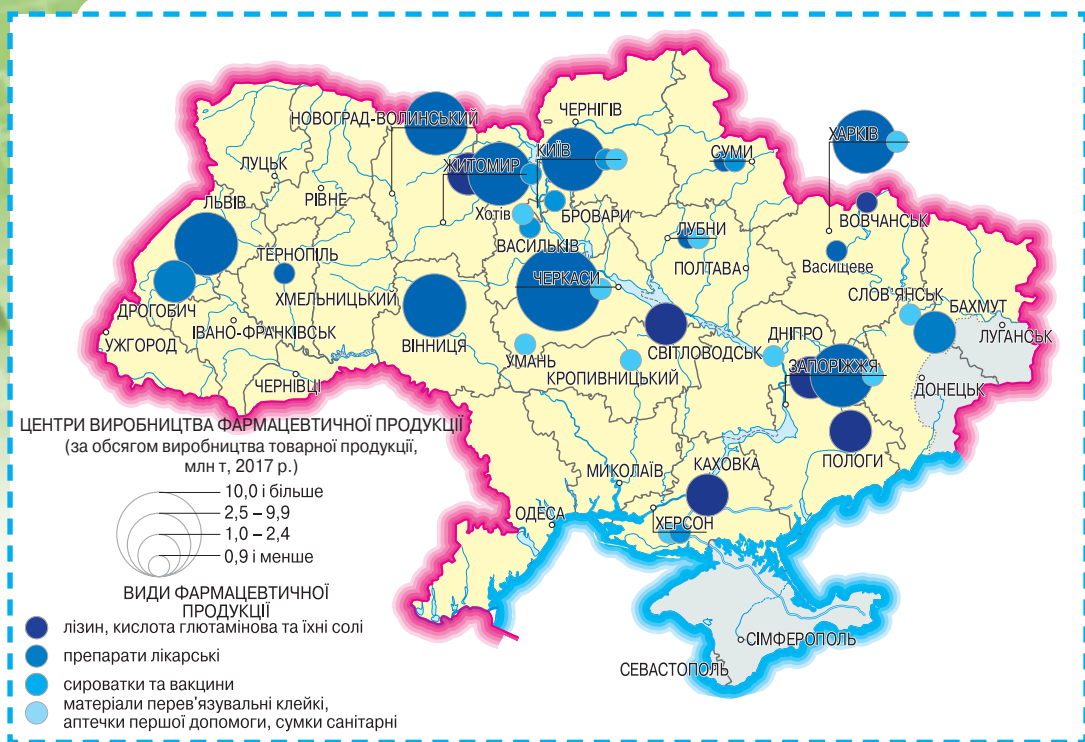 НОВОГРАД-ВОЛИНСЬКИЙ
ЧЕРНІГІВ
ХАРКІВ
ЛУЦЬК
РІВНЕ
ЖИТОМИР
КИЇВ
СУМИ
ЛЬВІВ
Хотів
БРОВАРИ
ВОВЧАНСЬК
ВАСИЛЬКІВ
ЛУБНИ
ТЕРНОПІЛЬ
ПОЛТАВА
Васищеве
ЧЕРКАСИ
ДРОГОБИЧ
ХМЕЛЬНИЦЬКИЙ
СЛОВ'ЯНСЬК
БАХМУТ
УЖГОРОД
ІВАНО-ФРАНКІВСЬК
ВІННИЦЯ
СВІТЛОВОДСЬК
ДНІПРО
ЛУГАНСЬК
УМАНЬ
КРОПИВНИЦЬКИЙ
ЗАПОРІЖЖЯ
ЧЕРНІВЦІ
ДОНЕЦЬК
ПОЛОГИ
МИКОЛАЇВ
КАХОВКА
ОДЕСА
ХЕРСОН
СІМФЕРОПОЛЬ
СЕВАСТОПОЛЬ
ЦЕНТРИ ВИРОБНИЦТВА ФАРМАЦЕВТИЧНОЇ ПРОДУКЦІЇ
(за обсягом виробництва товарної продукції,
млн т, 2017 р.)
10,0 і більше
2,5 – 9,9
1,0 – 2,4
0,9 і менше
ВИДИ ФАРМАЦЕВТИЧНОЇ
ПРОДУКЦІЇ
лізин, кислота глютамінова та їхні солі
препарати лікарські
сироватки та вакцини
матеріали перев'язувальні клейкі,
аптечки першої допомоги, сумки санітарні